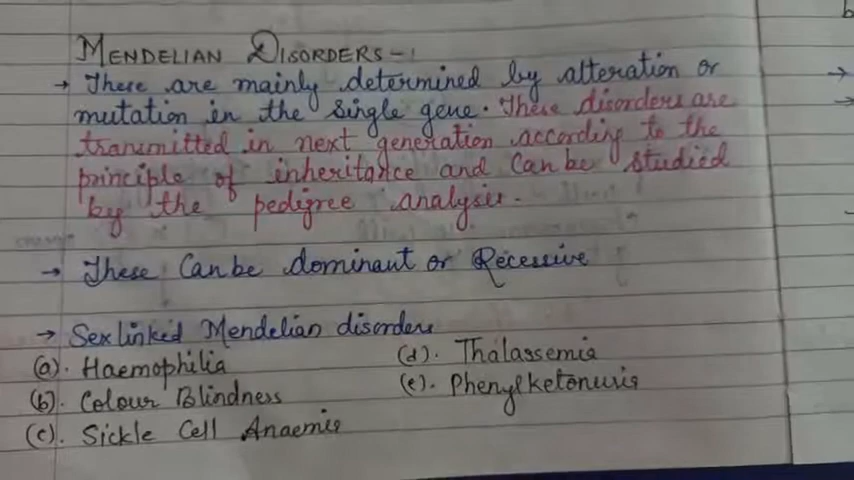 MENDELIAN DISORDERS -
→ These are mainly determined by alteration or
mutation in the single gene. These disorders are
transmitted in next generation according to the
principle of inheritance and can be studied
by the pedigree analysis.
→ These Can be dominant or Recessive
→ Sex linked Mendelian disorders
(a). Haemophilia
(b). Colour Blindness
(c). Sickle Cell Anaemia
(d). Thalassemia
(e). Phenylketonuria